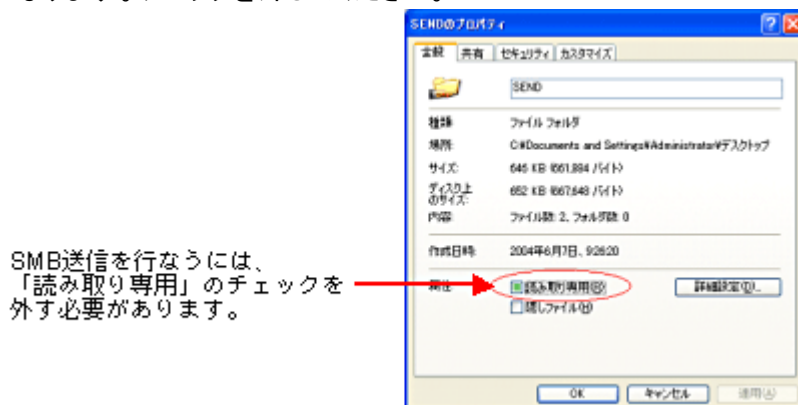 SENDのプロパティ
全般 共有 セキュリティ カスタマイズ
SEND
種類: ファイル フォルダ
場所: C:¥Documents and Settings¥Administrator¥デスクトップ
サイズ: 645 KB (661,884 バイト)
ディスク上
のサイズ: 652 KB (667,648 バイト)
内容: ファイル数: 2、フォルダ数: 0
作成日時: 2004年6月7日、9:26:20
SMB送信を行なうには、
「読み取り専用」のチェックを
外す必要があります。
属性: 読み取り専用(R) 詳細設定(D)...
隠しファイル(H)
OK キャンセル 適用(A)